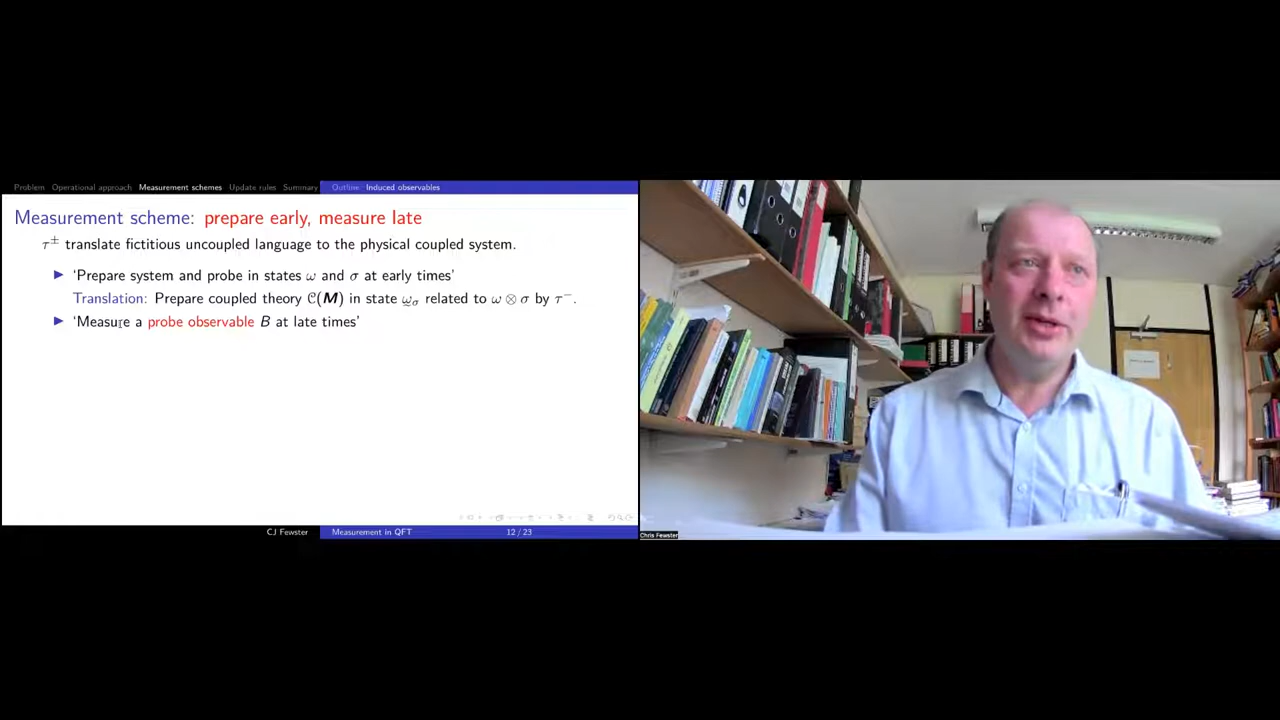 Problem Operational approach Measurement schemes Update rules Summary Outline Induced observables
Measurement scheme: prepare early, measure late
τ± translate fictitious uncoupled language to the physical coupled system.
‘Prepare system and probe in states ω and σ at early times’
Translation: Prepare coupled theory 𝒞(M) in state ω̲σ related to ω ⊗ σ by τ−.
‘Measure a probe observable B at late times’
CJ Fewster Measurement in QFT 12 / 23
Chris Fewster